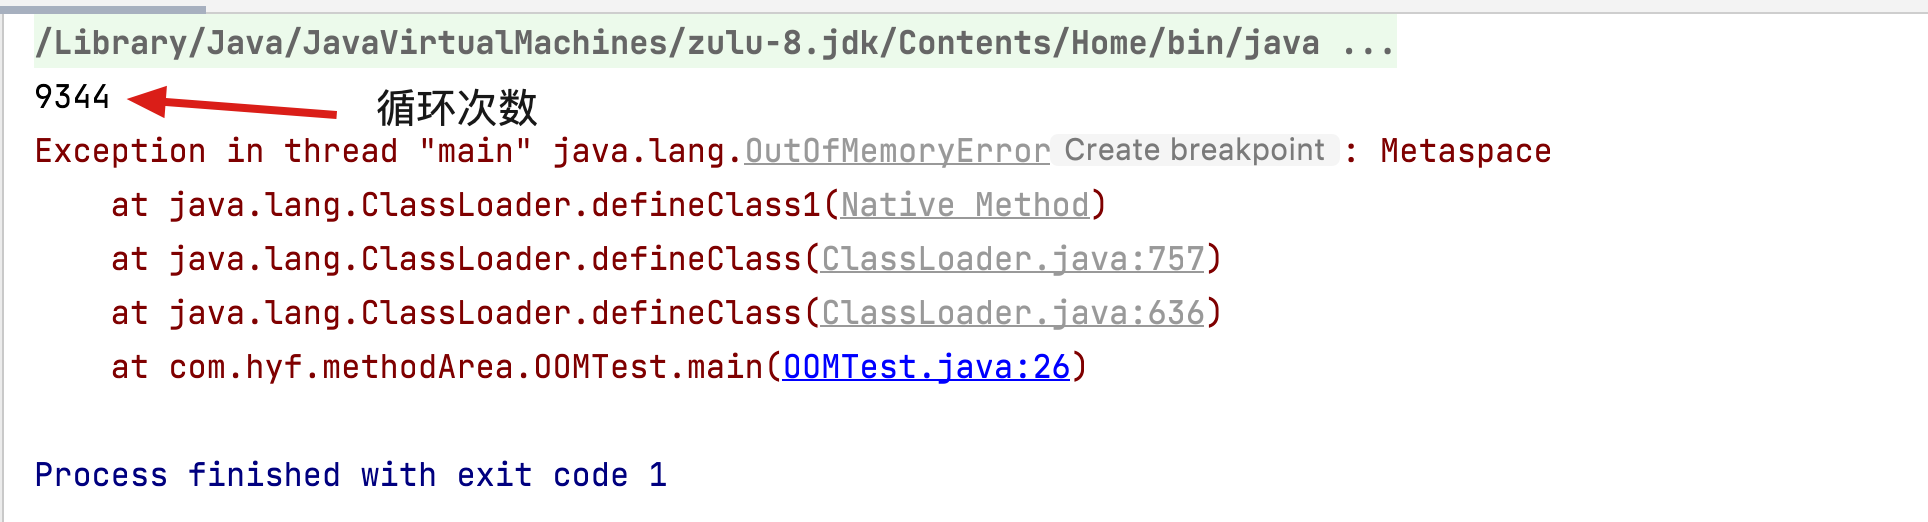 /Library/Java/JavaVirtualMachines/zulu-8.jdk/Contents/Home/bin/java ...
9344 循环次数
Exception in thread "main" java.lang.OutOfMemoryError Create breakpoint : Metaspace
    at java.lang.ClassLoader.defineClass1(Native Method)
    at java.lang.ClassLoader.defineClass(ClassLoader.java:757)
    at java.lang.ClassLoader.defineClass(ClassLoader.java:636)
    at com.hyf.methodArea.OOMTest.main(OOMTest.java:26)
Process finished with exit code 1